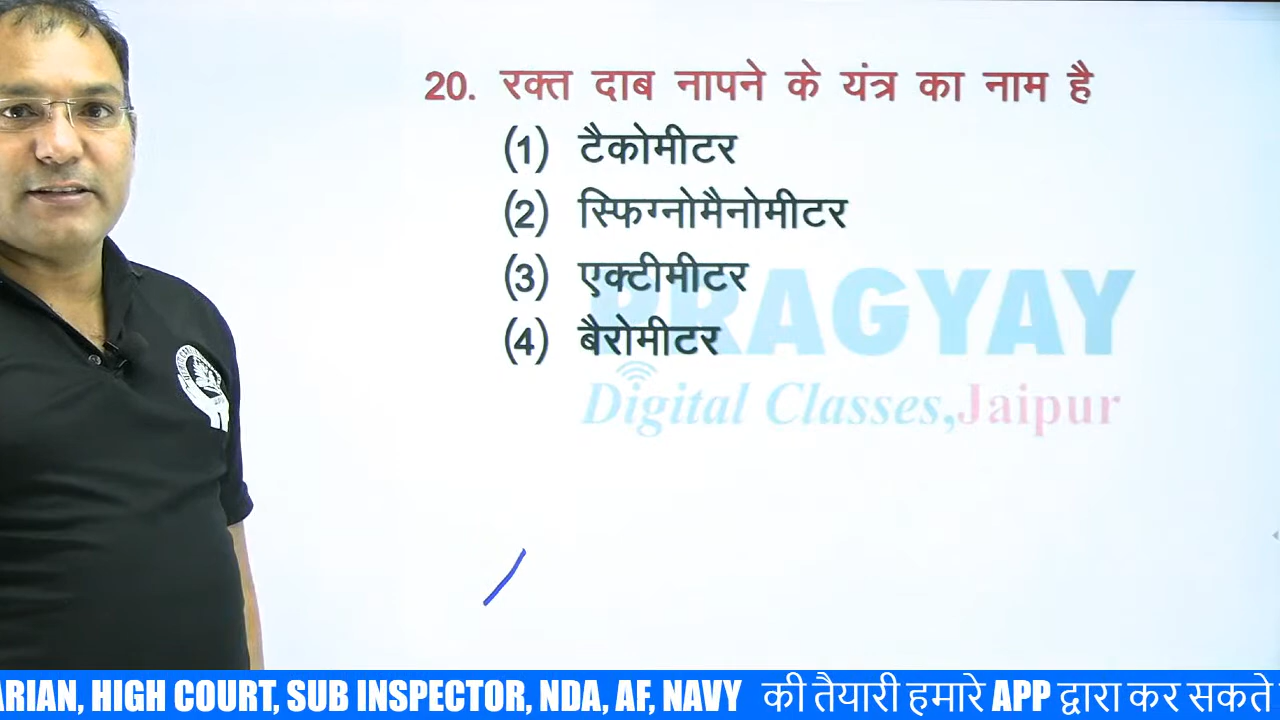 20. रक्त दाब नापने के यंत्र का नाम है
(1) टैकोमीटर
(2) स्फिग्नोमैनोमीटर
(3) एक्टीमीटर
(4) बैरोमीटर
PRAGYAY
Digital Classes,Jaipur
ARIAN, HIGH COURT, SUB INSPECTOR, NDA, AF, NAVY की तैयारी हमारे APP द्वारा कर सकते